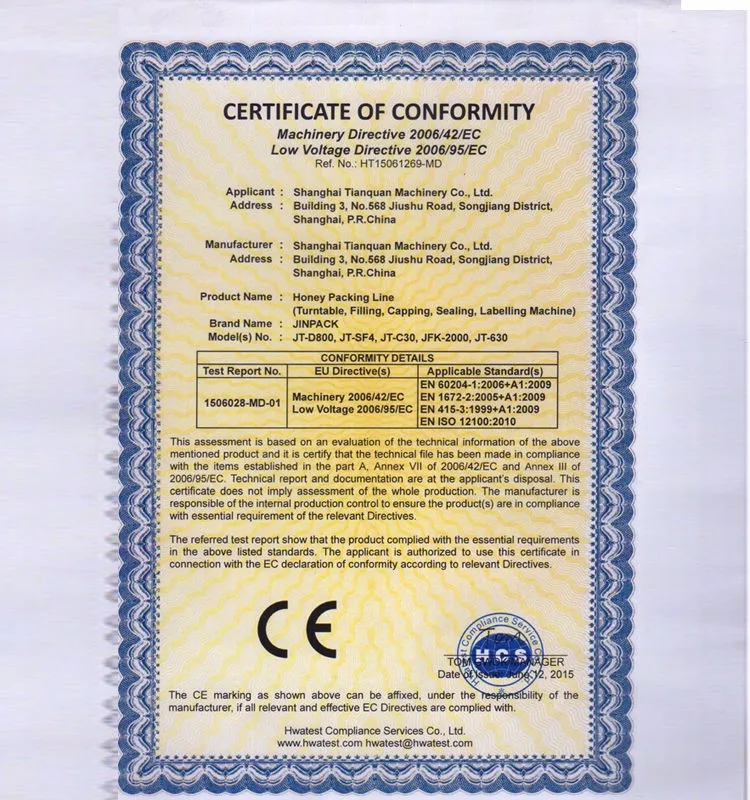 CERTIFICATE OF CONFORMITY
Machinery Directive 2006/42/EC
Low Voltage Directive 2006/95/EC
Ref. No.: HT15061269-MD
Applicant : Shanghai Tianquan Machinery Co., Ltd.
Address : Building 3, No.568 Jiushu Road, Songjiang District,
Shanghai, P.R.China
Manufacturer : Shanghai Tianquan Machinery Co., Ltd.
Address : Building 3, No.568 Jiushu Road, Songjiang District,
Shanghai, P.R.China
Product Name : Honey Packing Line
(Turntable, Filling, Capping, Sealing, Labelling Machine)
Brand Name : JINPACK
Model(s) No. : JT-D800, JT-SF4, JT-C30, JFK-2000, JT-630
CONFORMITY DETAILS
Test Report No. EU Directive(s) Applicable Standard(s)
1506028-MD-01
Machinery 2006/42/EC
Low Voltage 2006/95/EC
EN 60204-1:2006+A1:2009
EN 1672-2:2005+A1:2009
EN 415-3:1999+A1:2009
EN ISO 12100:2010
This assessment is based on an evaluation of the technical information of the above
mentioned product and it is certify that the technical file has been made in compliance
with the items established in the part A, Annex VII of 2006/42/EC and Annex III of
2006/95/EC. Technical report and documentation are at the applicant's disposal. This
certificate does not imply assessment of the whole production. The manufacturer is
responsible of the internal production control to ensure the product(s) are in compliance
with essential requirement of the relevant Directives.
The referred test report show that the product complied with the essential requirements
in the above listed standards. The applicant is authorized to use this certificate in
connection with the EC declaration of conformity according to relevant Directives.
CE
Compliance Service
HCS
TOM MANAGER
Date of Issue: June 12, 2015
The CE marking as shown above can be affixed, under the responsibility of the
manufacturer, if all relevant and effective EC Directives are complied with.
Hwatest Compliance Services Co., Ltd.
www.hwatest.com hwatest@hwatest.com